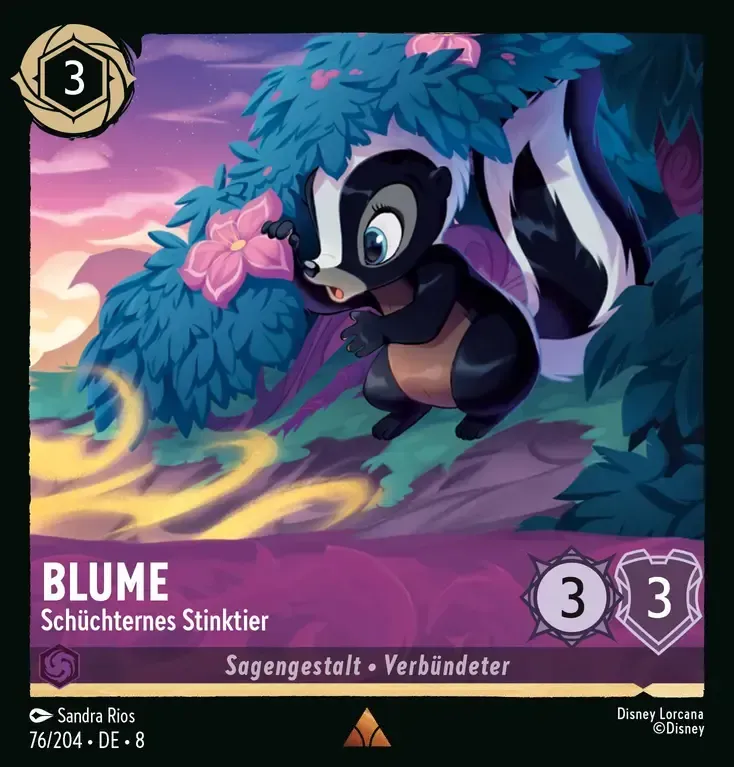 3
BLUME
Schüchternes Stinktier
3
3
Sagengestalt • Verbündeter
Sandra Rios
76/204 • DE • 8
Disney Lorcana
©Disney